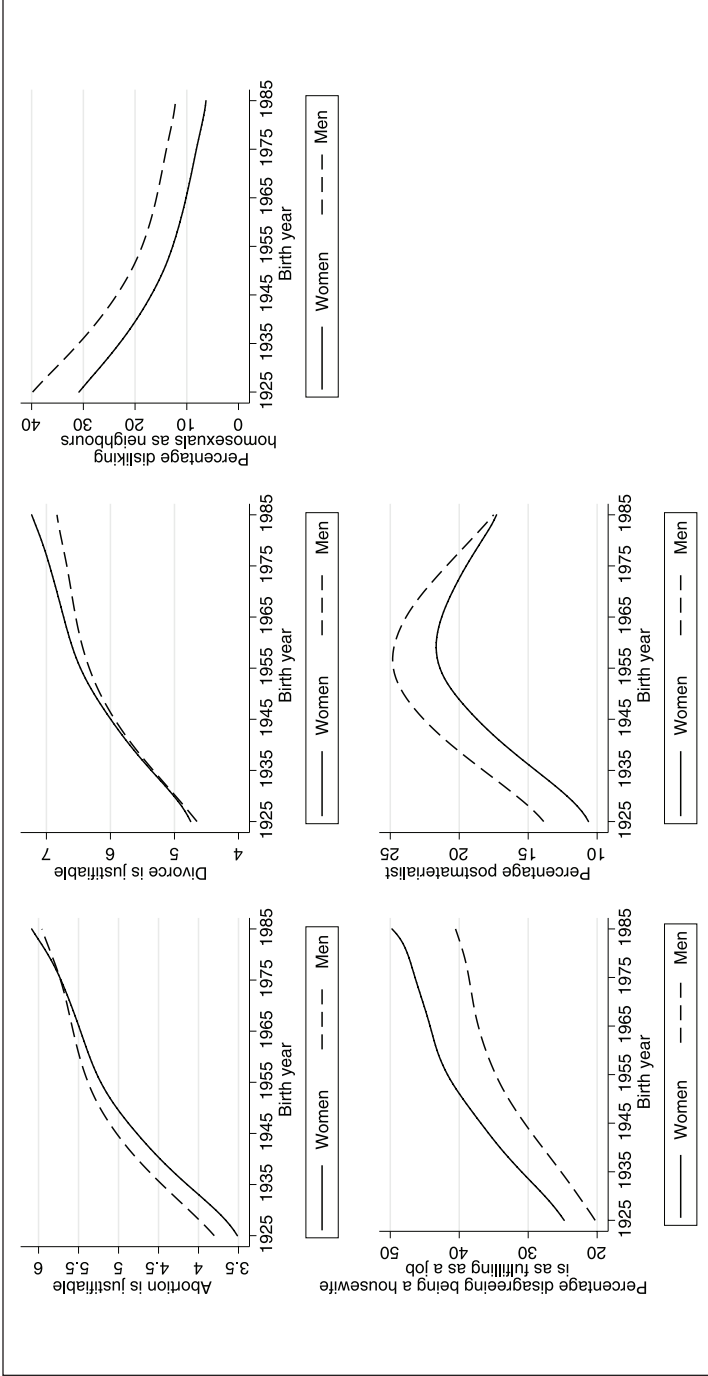 Abortion is justifiable
6
5.5
5
4.5
4
3.5
1925 1935 1945 1955 1965 1975 1985
Birth year
Women Men
Divorce is justifiable
7
6
5
4
1925 1935 1945 1955 1965 1975 1985
Birth year
Women Men
Percentage disliking
homosexuals as neighbours
40
30
20
10
0
1925 1935 1945 1955 1965 1975 1985
Birth year
Women Men
Percentage disagreeing being a housewife
is as fulfilling as a job
50
40
30
20
1925 1935 1945 1955 1965 1975 1985
Birth year
Women Men
Percentage postmaterialist
25
20
15
10
1925 1935 1945 1955 1965 1975 1985
Birth year
Women Men